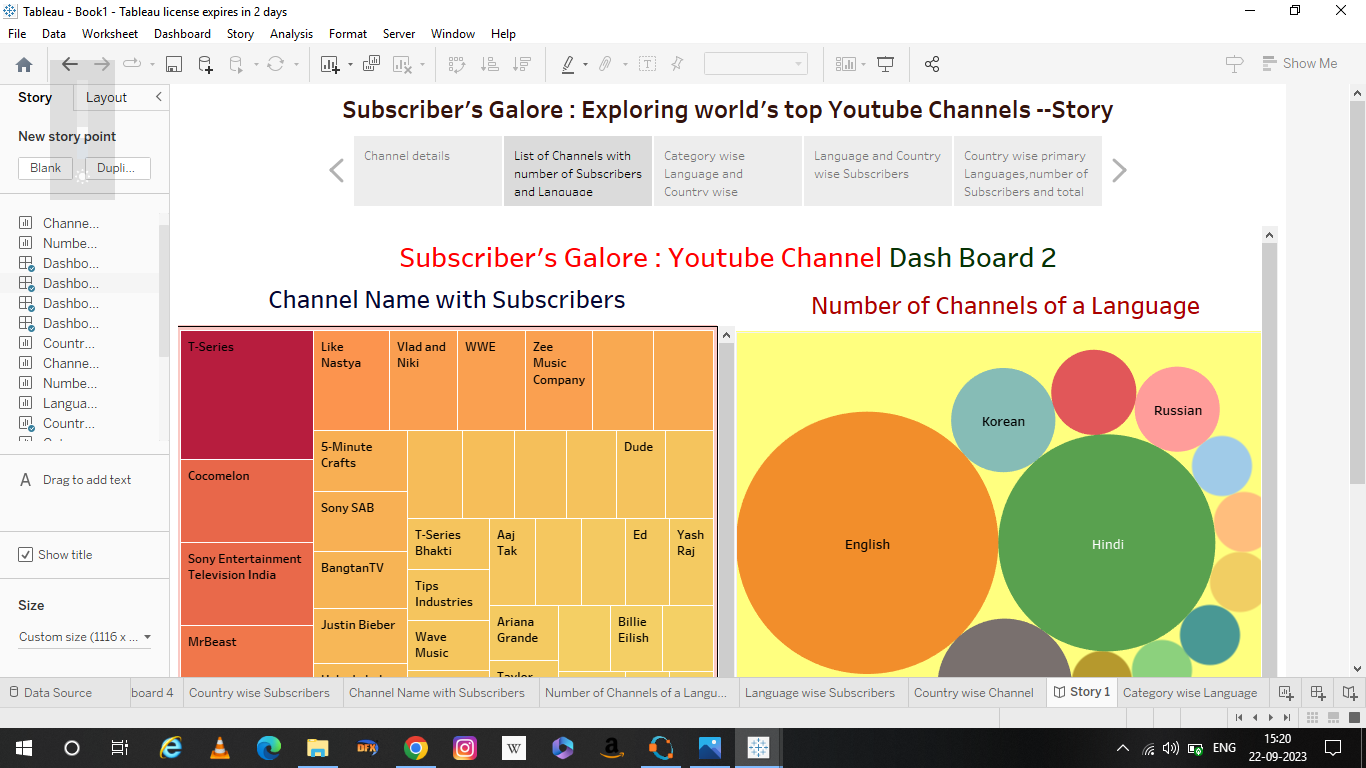 Tableau - Book1 - Tableau license expires in 2 days
File Data Worksheet Dashboard Story Analysis Format Server Window Help
Show Me
Story Layout
New story point
Blank Dupli...
Channe...
Numbe...
Dashbo...
Dashbo...
Dashbo...
Dashbo...
Countr...
Channe...
Numbe...
Langua...
Countr...
Drag to add text
Show title
Size
Custom size (1116 x ...
Subscriber's Galore : Exploring world's top Youtube Channels --Story
Channel details
List of Channels with
number of Subscribers
and Language
Category wise
Language and
Country wise
Language and Country
wise Subscribers
Country wise primary
Languages,number of
Subscribers and total
Subscriber's Galore : Youtube Channel Dash Board 2
Channel Name with Subscribers
T-Series
Cocomelon
Sony Entertainment
Television India
MrBeast
Like
Nastya
Vlad and
Niki
WWE
Zee
Music
Company
5-Minute
Crafts
Sony SAB
BangtanTV
Justin Bieber
Dude
T-Series
Bhakti
Tips
Industries
Wave
Music
Aaj
Tak
Ed
Yash
Raj
Ariana
Grande
Billie
Eilish
Taylor
Number of Channels of a Language
Korean
Russian
English
Hindi
Data Source
board 4
Country wise Subscribers
Channel Name with Subscribers
Number of Channels of a Langu...
Language wise Subscribers
Country wise Channel
Story 1
Category wise Language
DFX
W
a
ENG
15:20
22-09-2023